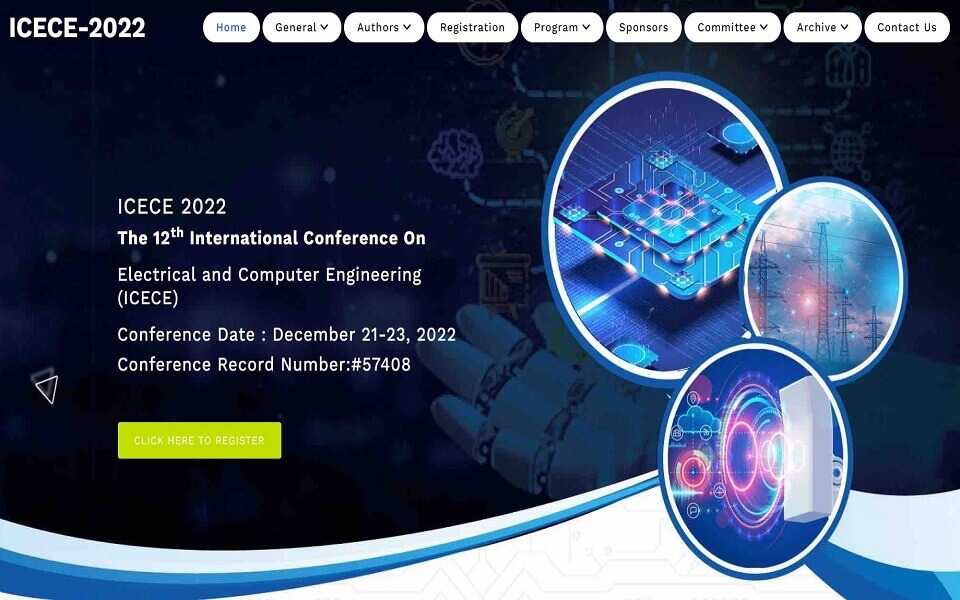 ICECE-2022
Home
General
Authors
Registration
Program
Sponsors
Committee
Archive
Contact Us
ICECE 2022
The 12th International Conference On
Electrical and Computer Engineering
(ICECE)
Conference Date : December 21-23, 2022
Conference Record Number:#57408
CLICK HERE TO REGISTER